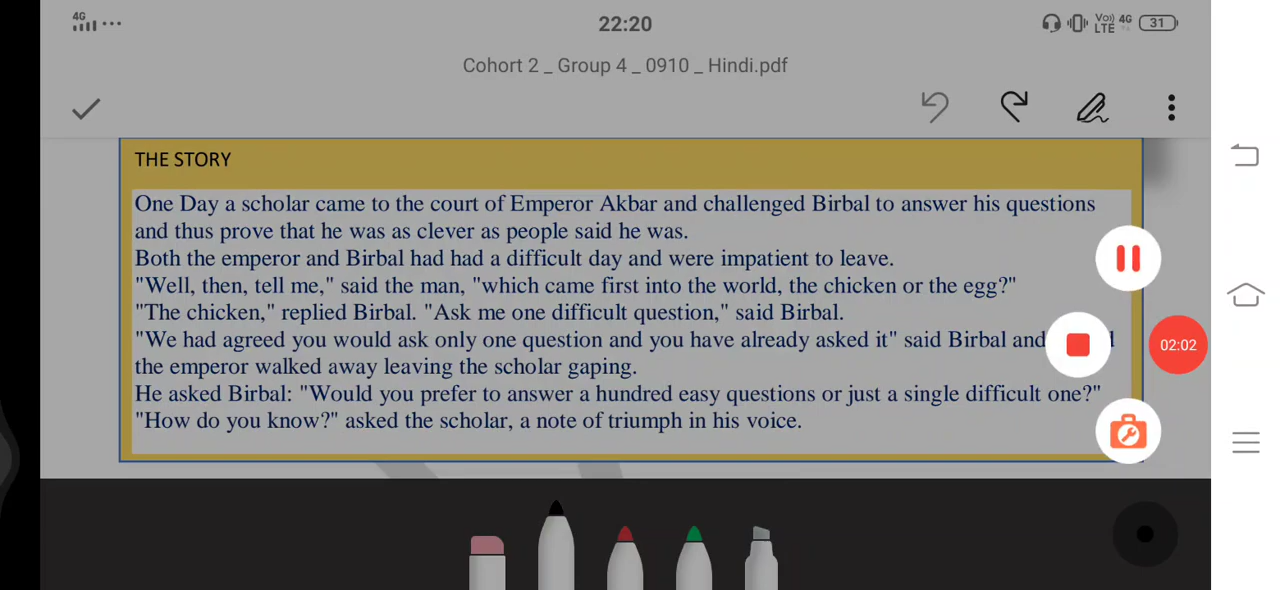 4G
22:20
Vo)) 4G
LTE
31
Cohort 2 _ Group 4 _ 0910 _ Hindi.pdf
THE STORY
One Day a scholar came to the court of Emperor Akbar and challenged Birbal to answer his questions
and thus prove that he was as clever as people said he was.
Both the emperor and Birbal had had a difficult day and were impatient to leave.
"Well, then, tell me," said the man, "which came first into the world, the chicken or the egg?"
"The chicken," replied Birbal. "Ask me one difficult question," said Birbal.
"We had agreed you would ask only one question and you have already asked it" said Birbal and
the emperor walked away leaving the scholar gaping.
He asked Birbal: "Would you prefer to answer a hundred easy questions or just a single difficult one?"
"How do you know?" asked the scholar, a note of triumph in his voice.
02:02